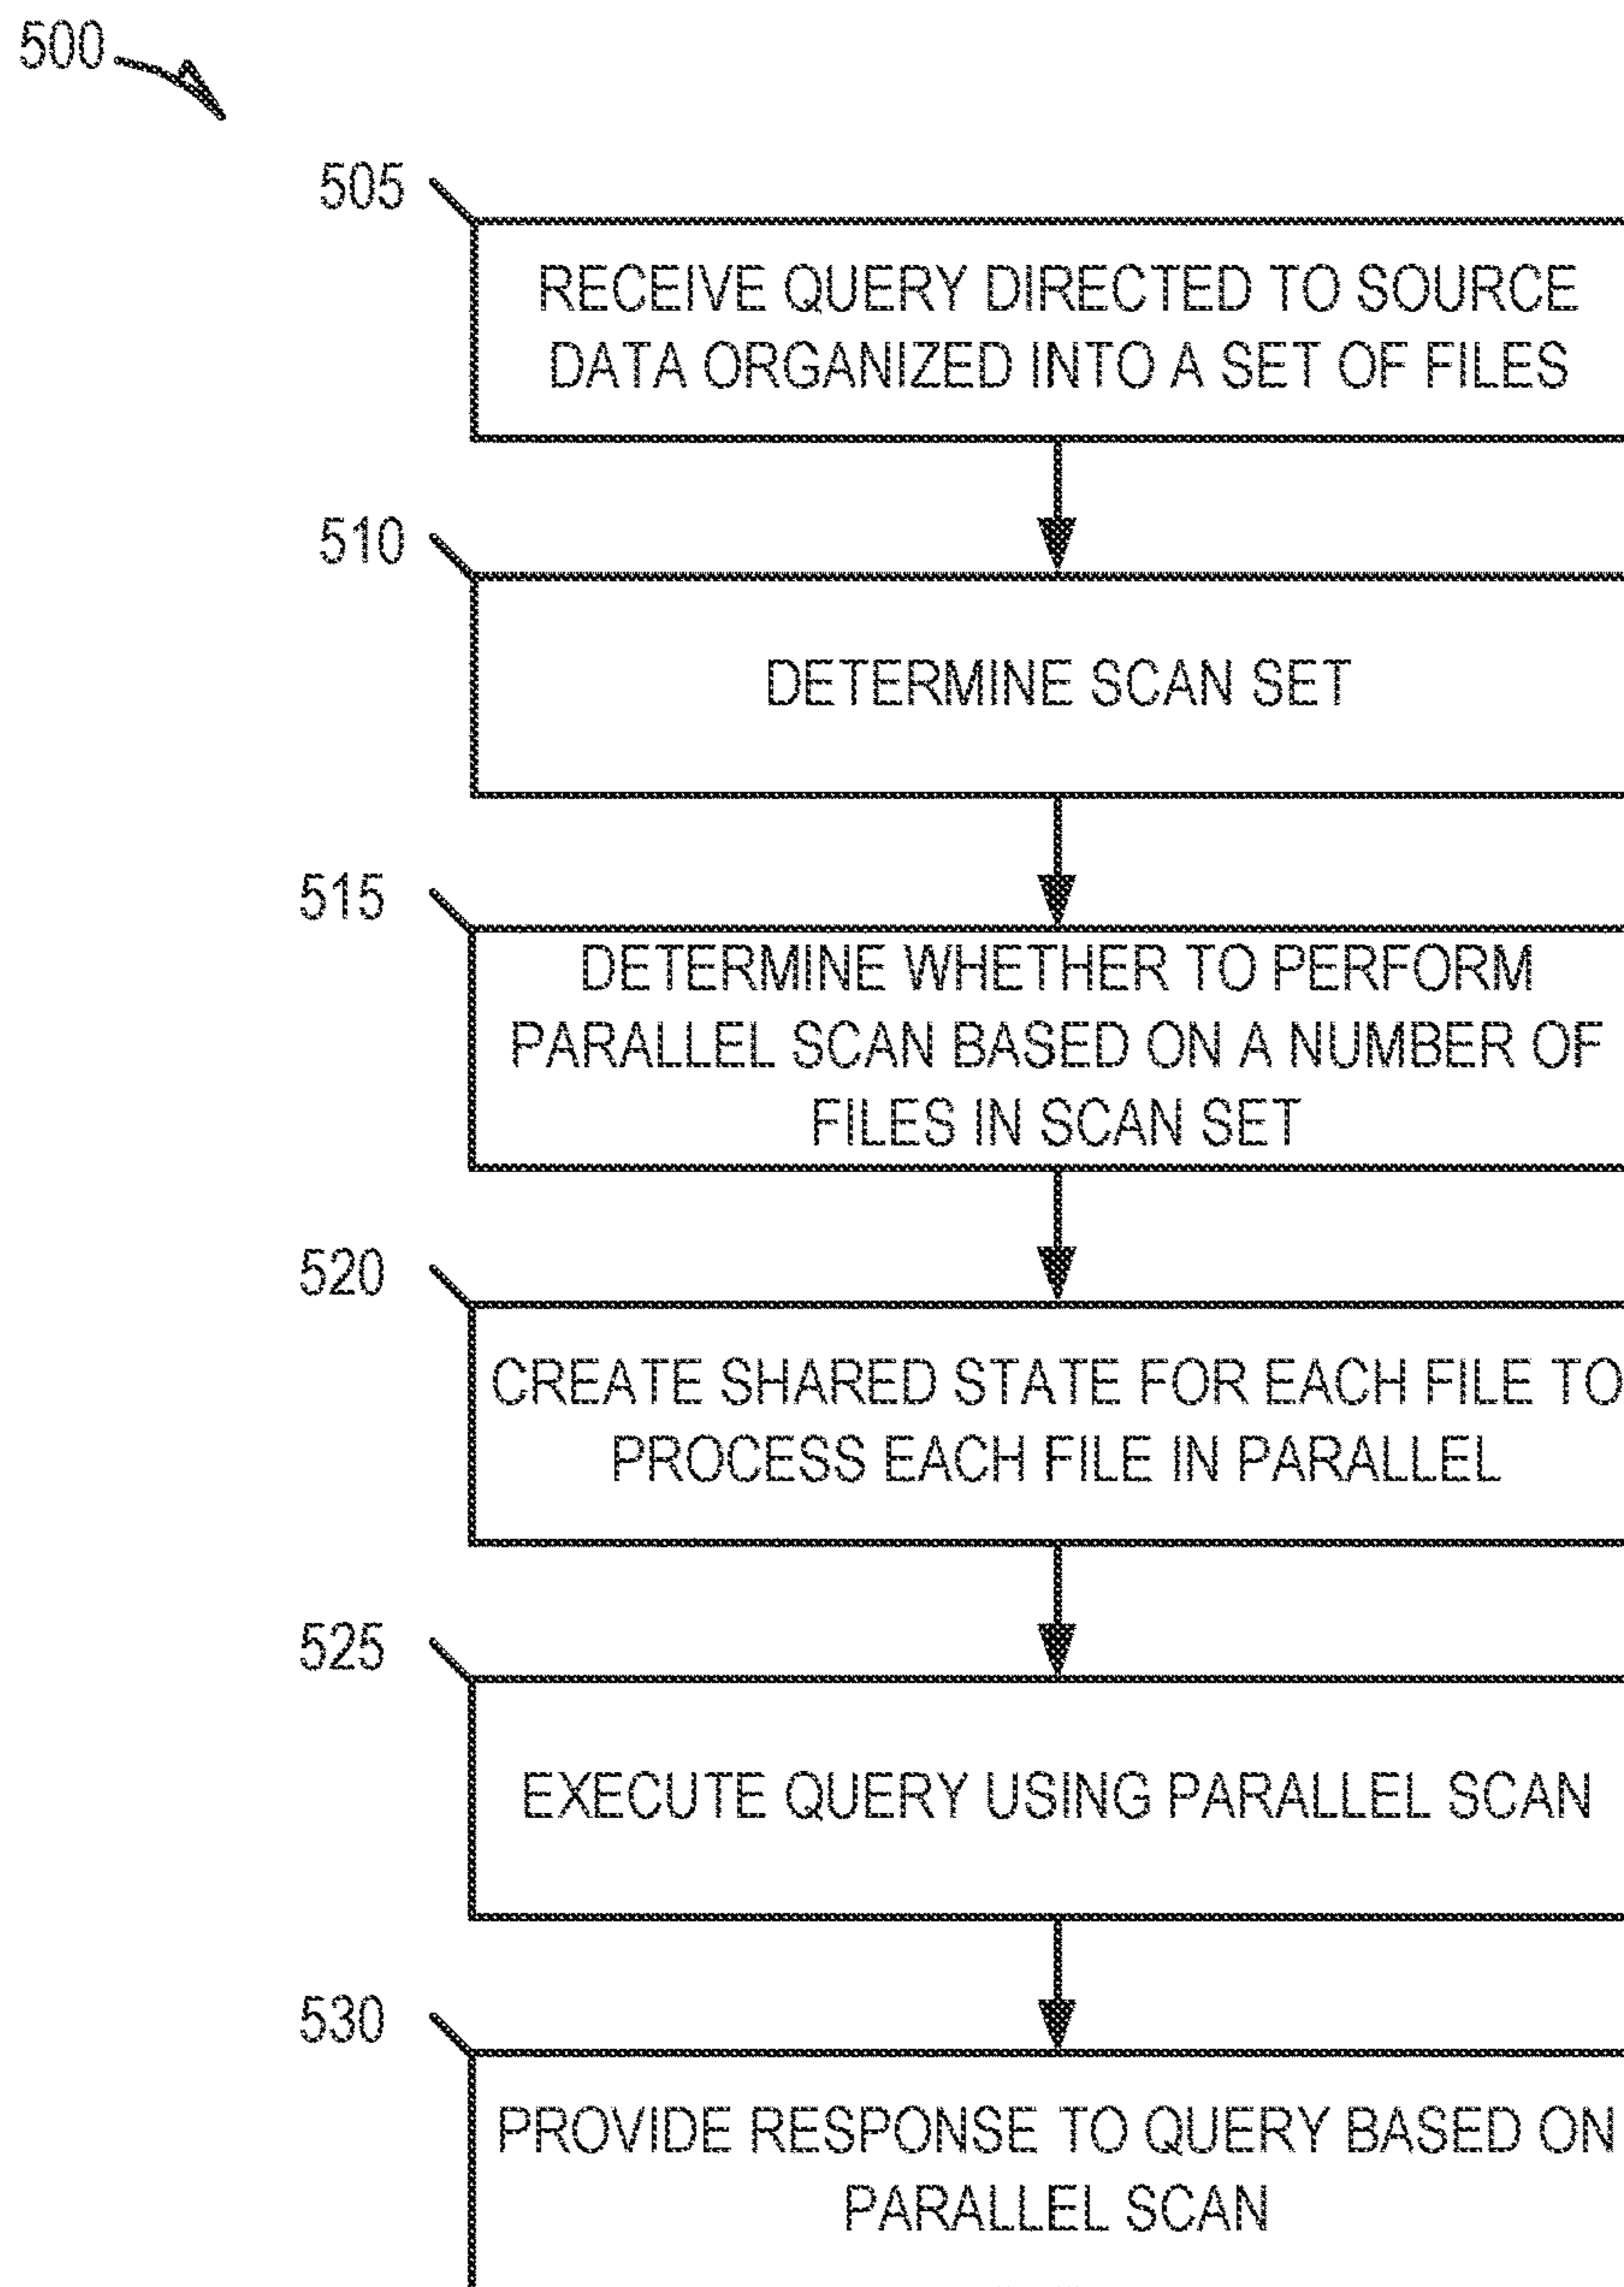 500
505
RECEIVE QUERY DIRECTED TO SOURCE
DATA ORGANIZED INTO A SET OF FILES
510
DETERMINE SCAN SET
515
DETERMINE WHETHER TO PERFORM
PARALLEL SCAN BASED ON A NUMBER OF
FILES IN SCAN SET
520
CREATE SHARED STATE FOR EACH FILE TO
PROCESS EACH FILE IN PARALLEL
525
EXECUTE QUERY USING PARALLEL SCAN
530
PROVIDE RESPONSE TO QUERY BASED ON
PARALLEL SCAN